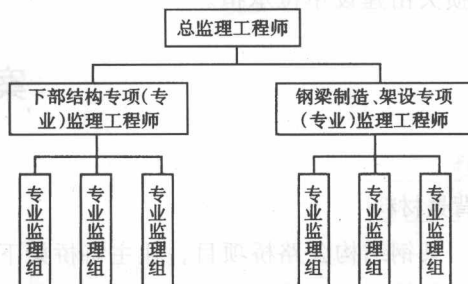 总监理工程师
下部结构专项(专
业)监理工程师
钢梁制造、架设专项
(专业)监理工程师
专业监理组
专业监理组
专业监理组
专业监理组
专业监理组
专业监理组